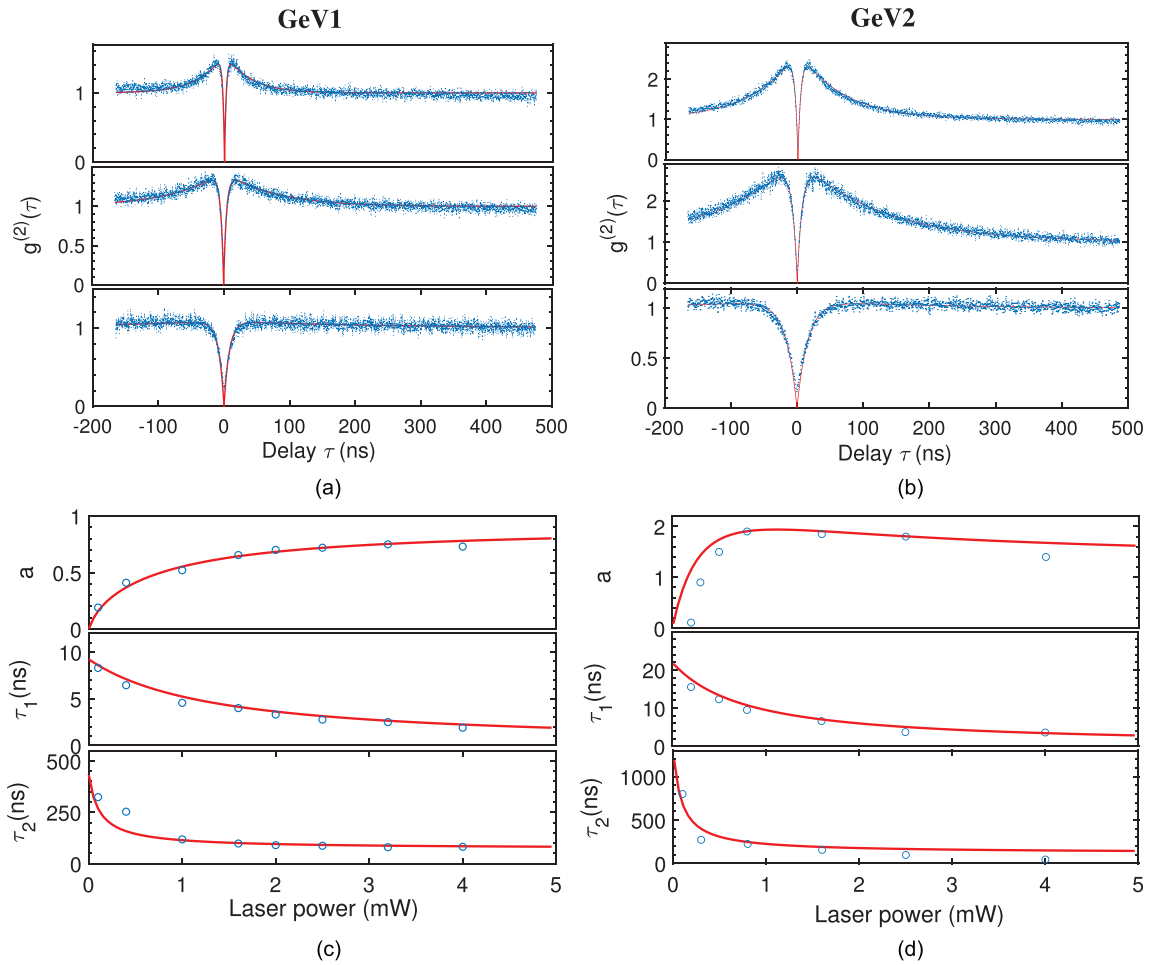 GeV1
GeV2
1
0
1
0.5
0
1
0
g(2)(τ)
-200 -100 0 100 200 300 400 500
Delay τ (ns)
(a)
2
1
0
2
1
0
1
0.5
0
g(2)(τ)
-200 -100 0 100 200 300 400 500
Delay τ (ns)
(b)
1
0.5
0
a
10
5
0
τ1(ns)
500
250
0
τ2(ns)
0 1 2 3 4 5
Laser power (mW)
(c)
2
1
0
a
20
10
0
τ1(ns)
1000
500
0
τ2(ns)
0 1 2 3 4 5
Laser power (mW)
(d)